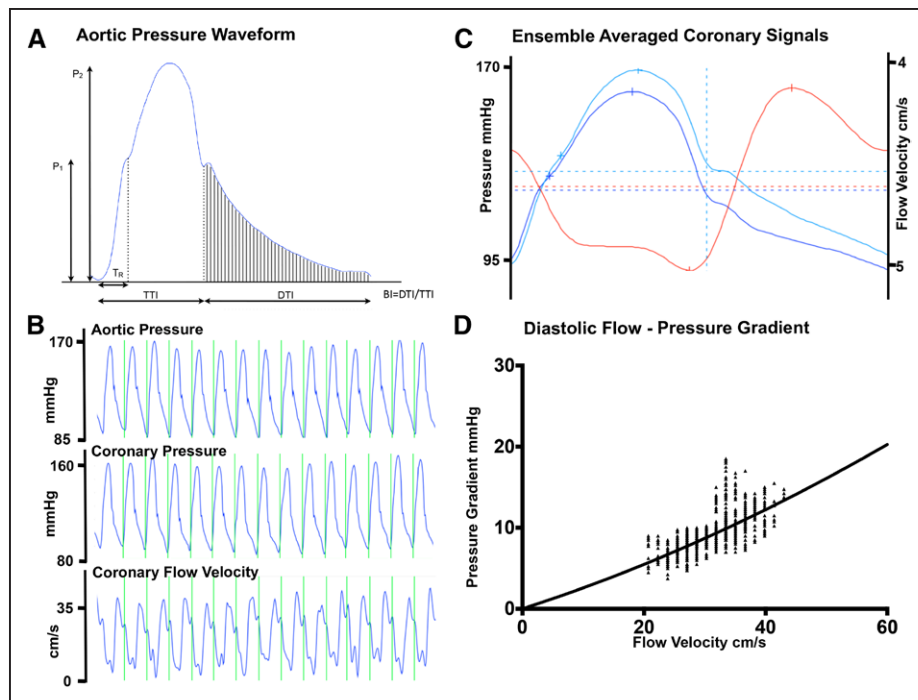 A Aortic Pressure Waveform
P2
P1
TR
TTI
DTI
BI=DTI/TTI
B
Aortic Pressure
170
mmHg
85
Coronary Pressure
160
mmHg
80
Coronary Flow Velocity
35
cm/s
0
C Ensemble Averaged Coronary Signals
170
Pressure mmHg
95
4
Flow Velocity cm/s
5
D Diastolic Flow - Pressure Gradient
30
20
10
0
Pressure Gradient mmHg
0 20 40 60
Flow Velocity cm/s